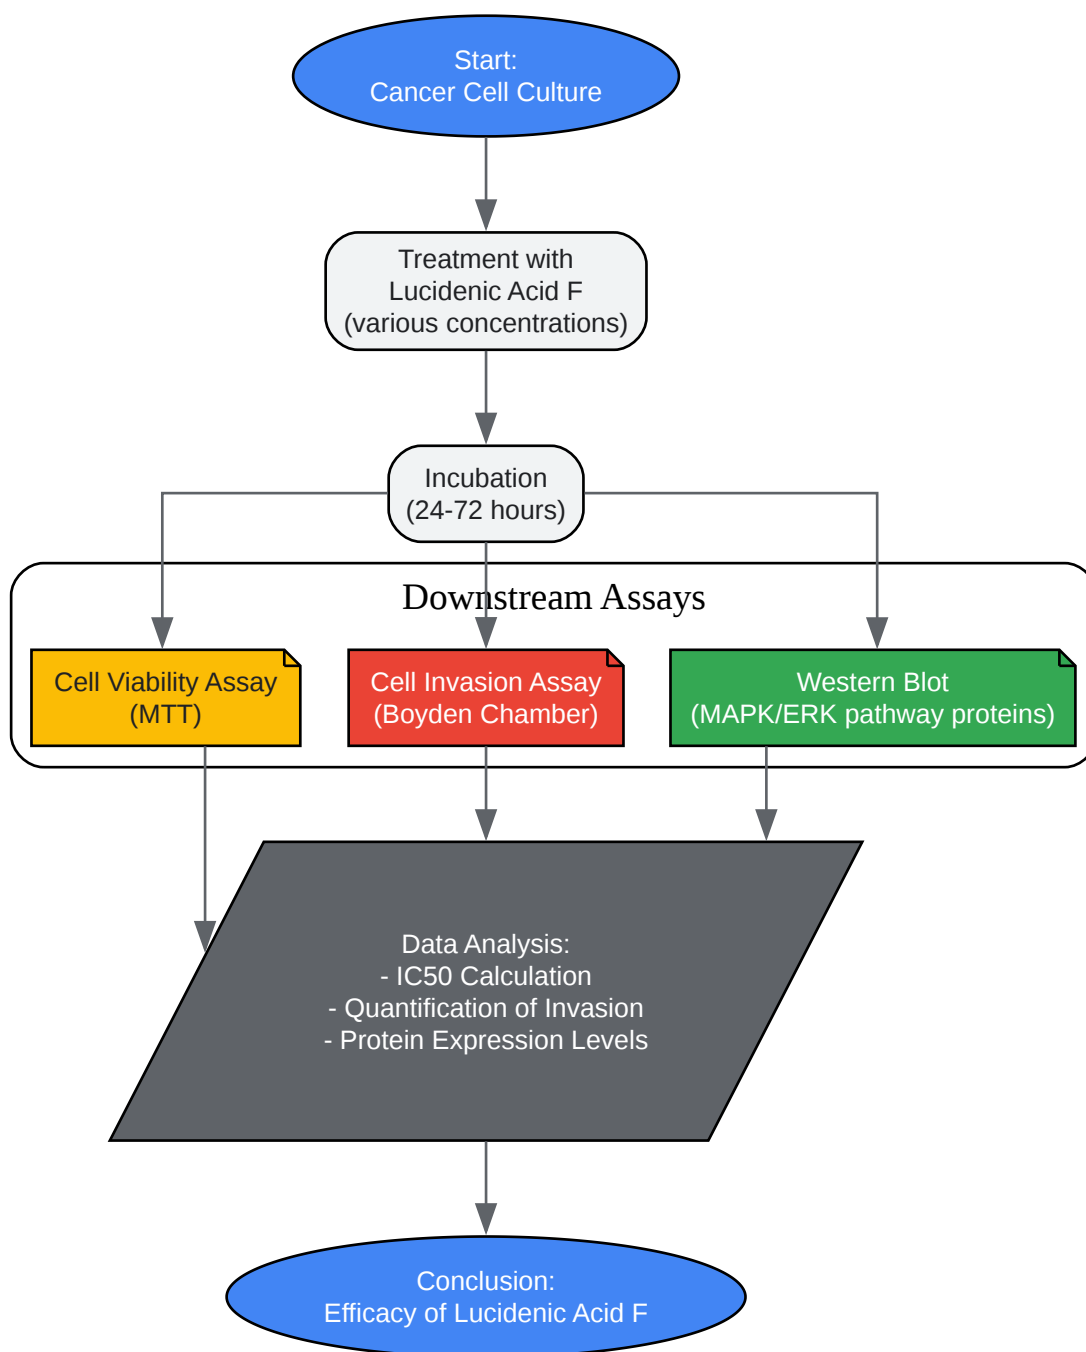 Start:
Cancer Cell Culture
Treatment with
Lucidenic Acid F
(various concentrations)
Incubation
(24-72 hours)
Downstream Assays
Cell Viability Assay
(MTT)
Cell Invasion Assay
(Boyden Chamber)
Western Blot
(MAPK/ERK pathway proteins)
Data Analysis:
- IC50 Calculation
- Quantification of Invasion
- Protein Expression Levels
Conclusion:
Efficacy of Lucidenic Acid F